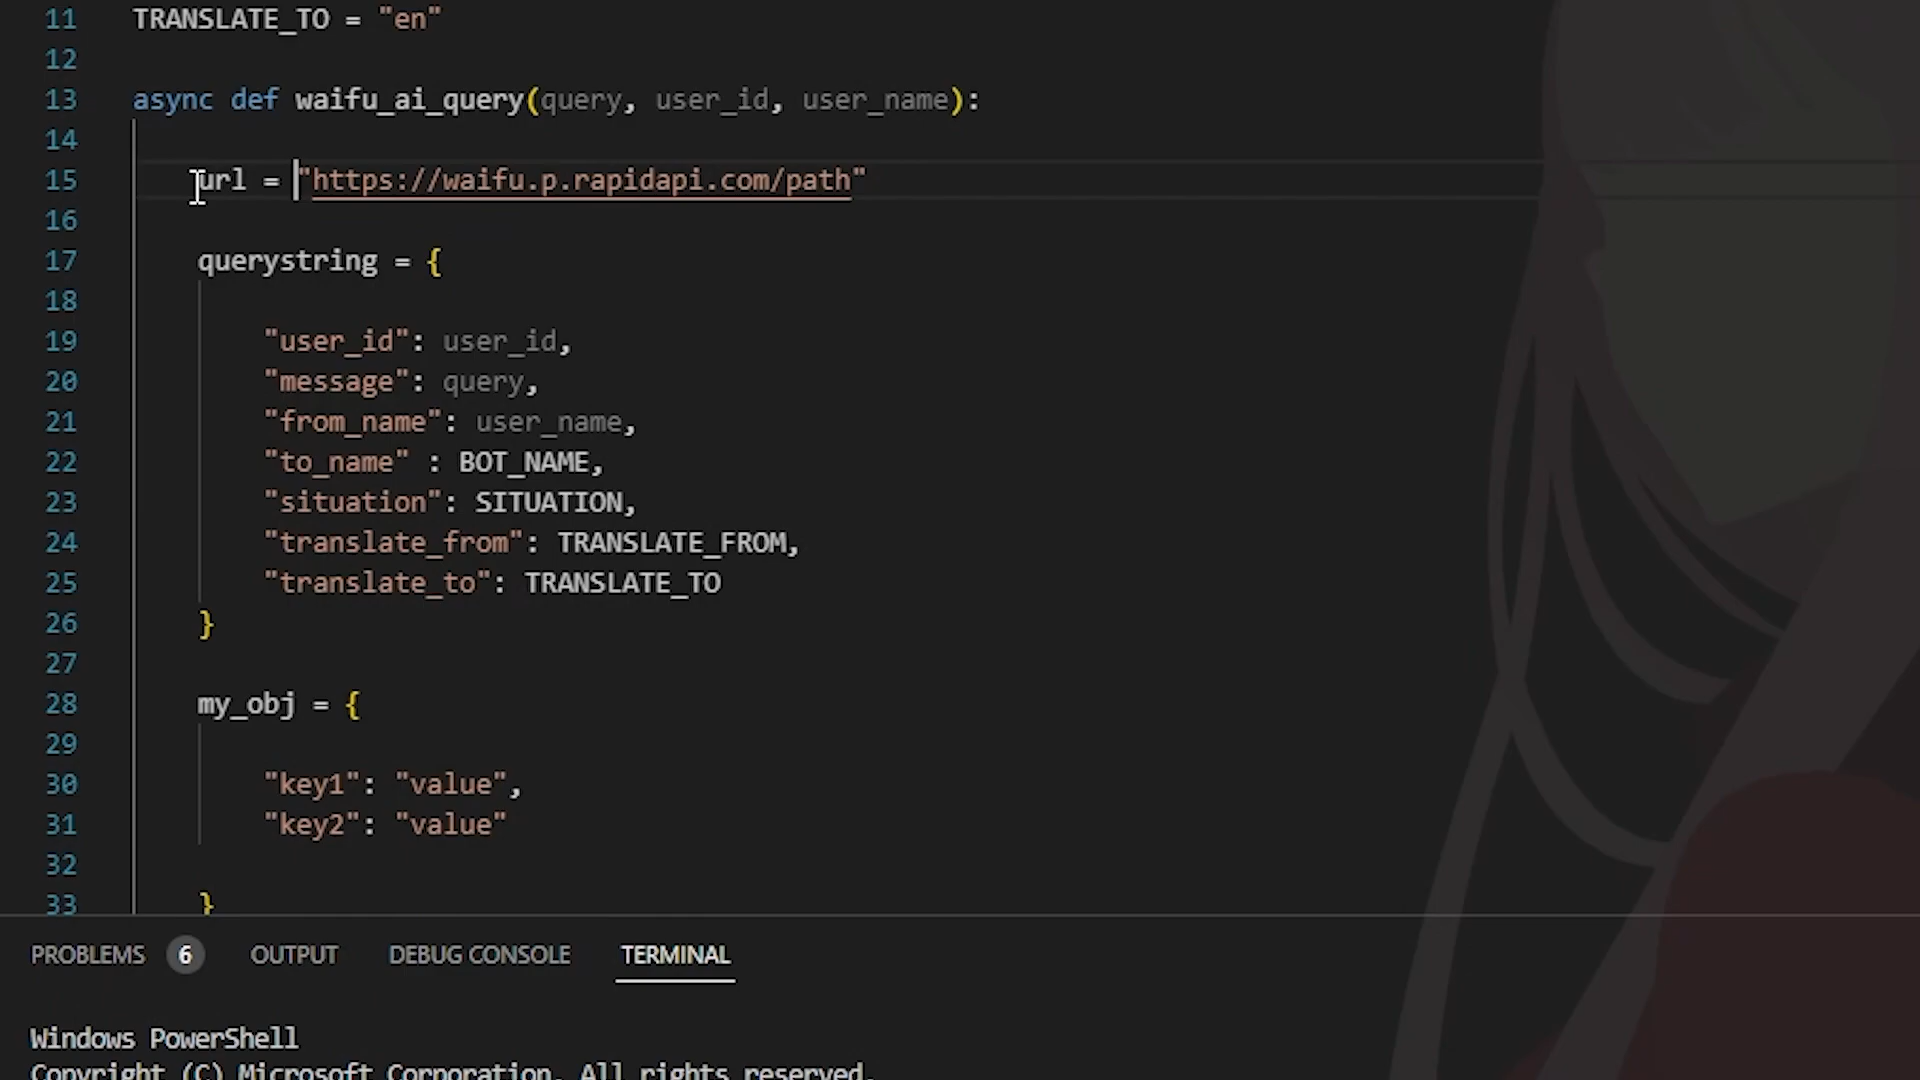 11 TRANSLATE_TO = "en"
12
13 async def waifu_ai_query(query, user_id, user_name):
14
15 url = "https://waifu.p.rapidapi.com/path"
16
17 querystring = {
18
19 "user_id": user_id,
20 "message": query,
21 "from_name": user_name,
22 "to_name" : BOT_NAME,
23 "situation": SITUATION,
24 "translate_from": TRANSLATE_FROM,
25 "translate_to": TRANSLATE_TO
26 }
27
28 my_obj = {
29
30 "key1": "value",
31 "key2": "value"
32
33 }
PROBLEMS 6 OUTPUT DEBUG CONSOLE TERMINAL
Windows PowerShell
Copyright (C) Microsoft Corporation. All rights reserved.